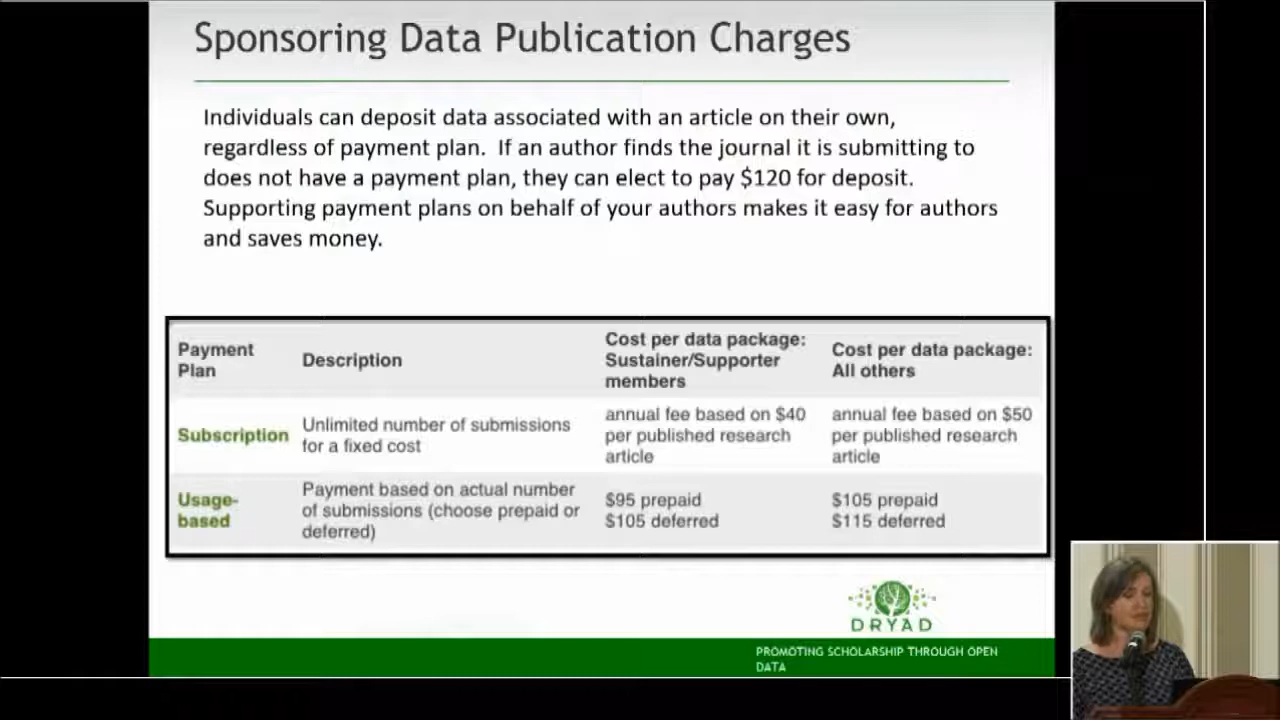 Sponsoring Data Publication Charges
Individuals can deposit data associated with an article on their own,
regardless of payment plan.  If an author finds the journal it is submitting to
does not have a payment plan, they can elect to pay $120 for deposit.
Supporting payment plans on behalf of your authors makes it easy for authors
and saves money.
Payment
Plan
Description
Cost per data package:
Sustainer/Supporter
members
Cost per data package:
All others
Subscription
Unlimited number of submissions
for a fixed cost
annual fee based on $40
per published research
article
annual fee based on $50
per published research
article
Usage-
based
Payment based on actual number
of submissions (choose prepaid or
deferred)
$95 prepaid
$105 deferred
$105 prepaid
$115 deferred
DRYAD
PROMOTING SCHOLARSHIP THROUGH OPEN
DATA